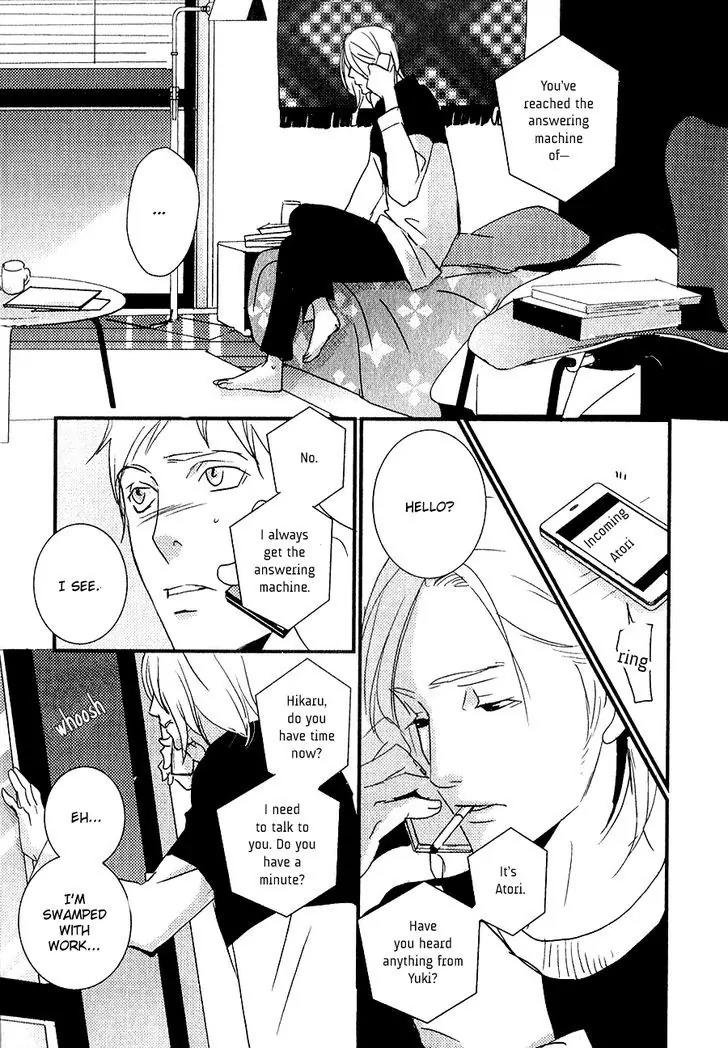 You've
reached the
answering
machine
of—
...
Incoming
Atori
ring
HELLO?
It's
Atori.
Have
you heard
anything from
Yuki?
No.
I always
get the
answering
machine.
I SEE.
Hikaru,
do you
have time
now?
I need
to talk to
you. Do you
have a
minute?
whoosh
EH...
I'M
SWAMPED
WITH
WORK...